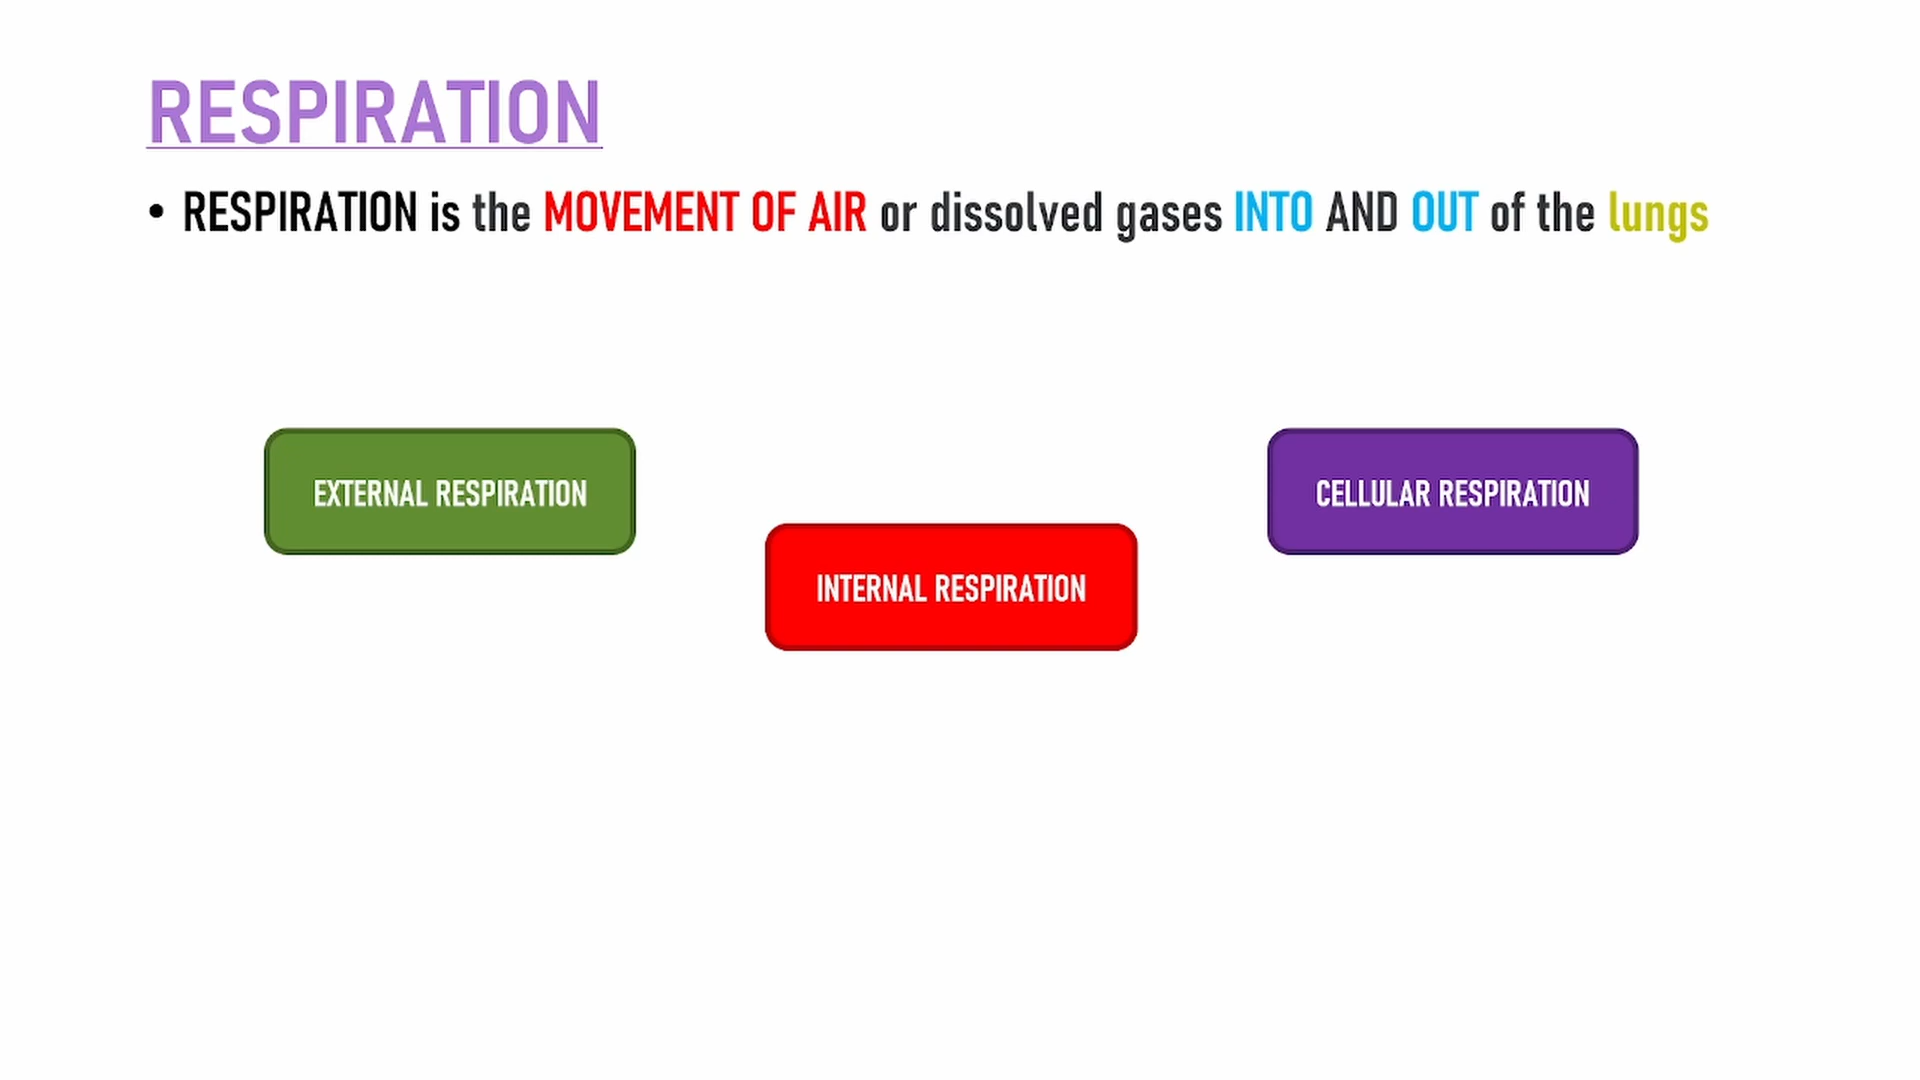 RESPIRATION
• RESPIRATION is the MOVEMENT OF AIR or dissolved gases INTO AND OUT of the lungs
EXTERNAL RESPIRATION
INTERNAL RESPIRATION
CELLULAR RESPIRATION